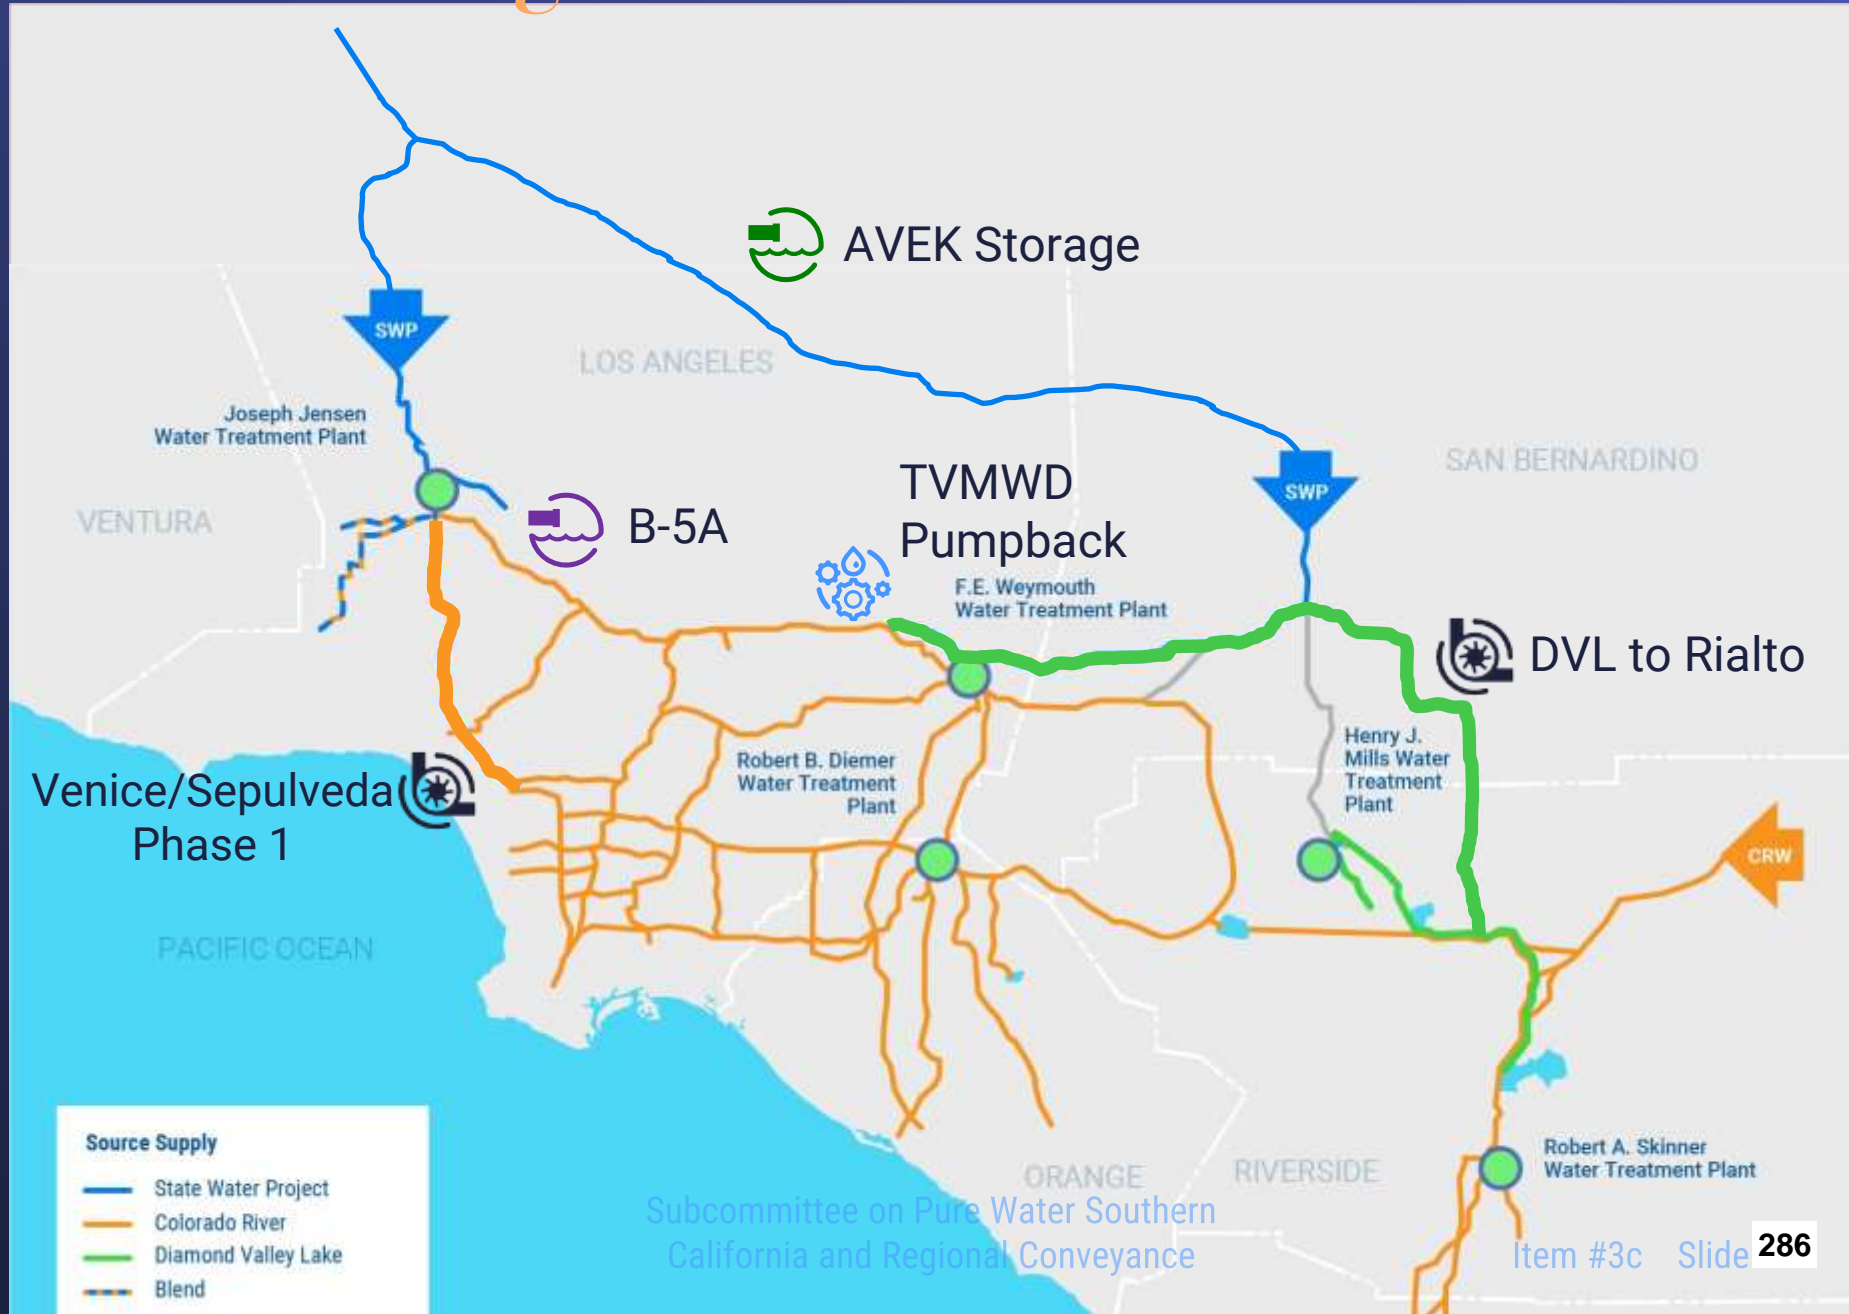 AVEK Storage
SWP
LOS ANGELES
Joseph Jensen
Water Treatment Plant
SAN BERNARDINO
TVMWD
Pumpback
SWP
VENTURA
B-5A
F.E. Weymouth
Water Treatment Plant
DVL to Rialto
Henry J.
Mills Water
Treatment
Plant
Robert B. Diemer
Water Treatment
Plant
Venice/Sepulveda
Phase 1
CRW
PACIFIC OCEAN
Source Supply
State Water Project
Colorado River
Diamond Valley Lake
Blend
ORANGE
RIVERSIDE
Robert A. Skinner
Water Treatment Plant
Subcommittee on Pure Water Southern
California and Regional Conveyance
Item #3c Slide 286